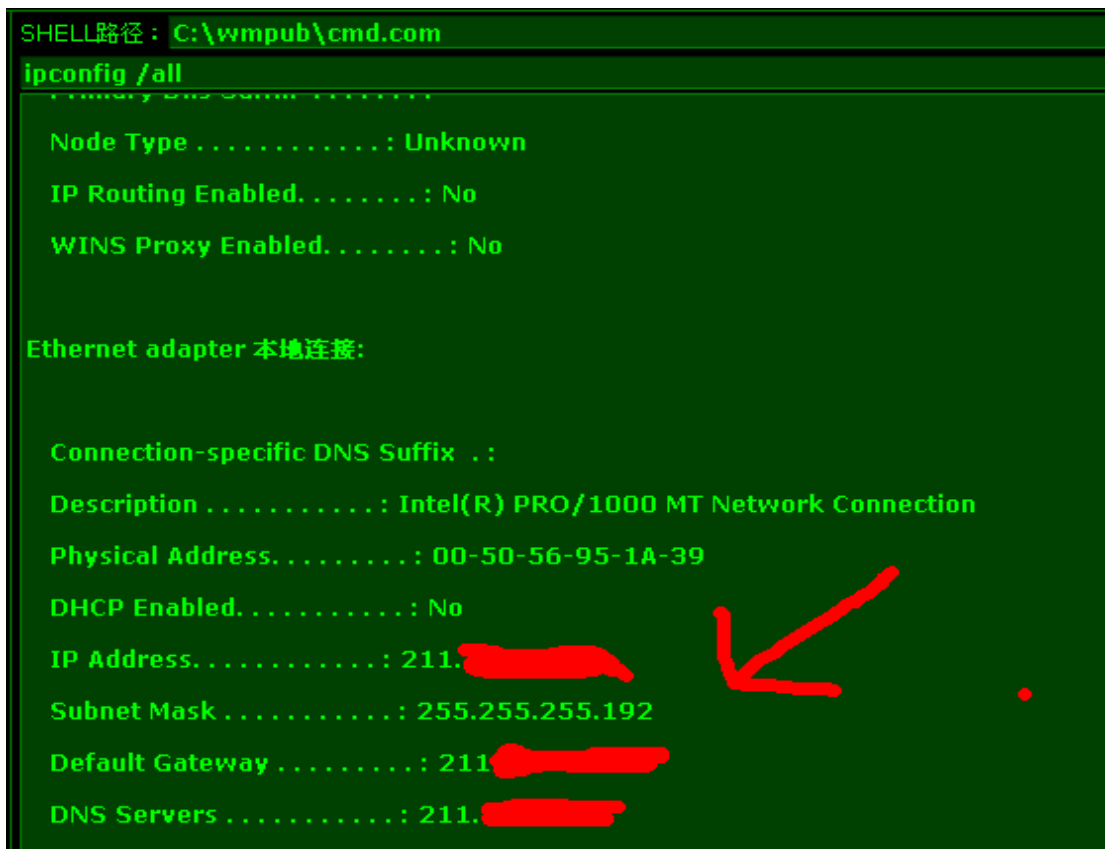 SHELL路径： C:\wmpub\cmd.com
ipconfig /all
Primary Dns Suffix . . . . . . . :
Node Type . . . . . . . . . . . . : Unknown
IP Routing Enabled. . . . . . . . : No
WINS Proxy Enabled. . . . . . . . : No
Ethernet adapter 本地连接:
Connection-specific DNS Suffix . :
Description . . . . . . . . . . . : Intel(R) PRO/1000 MT Network Connection
Physical Address. . . . . . . . . : 00-50-56-95-1A-39
DHCP Enabled. . . . . . . . . . . : No
IP Address. . . . . . . . . . . . : 211.
Subnet Mask . . . . . . . . . . . : 255.255.255.192
Default Gateway . . . . . . . . . : 211
DNS Servers . . . . . . . . . . . : 211.